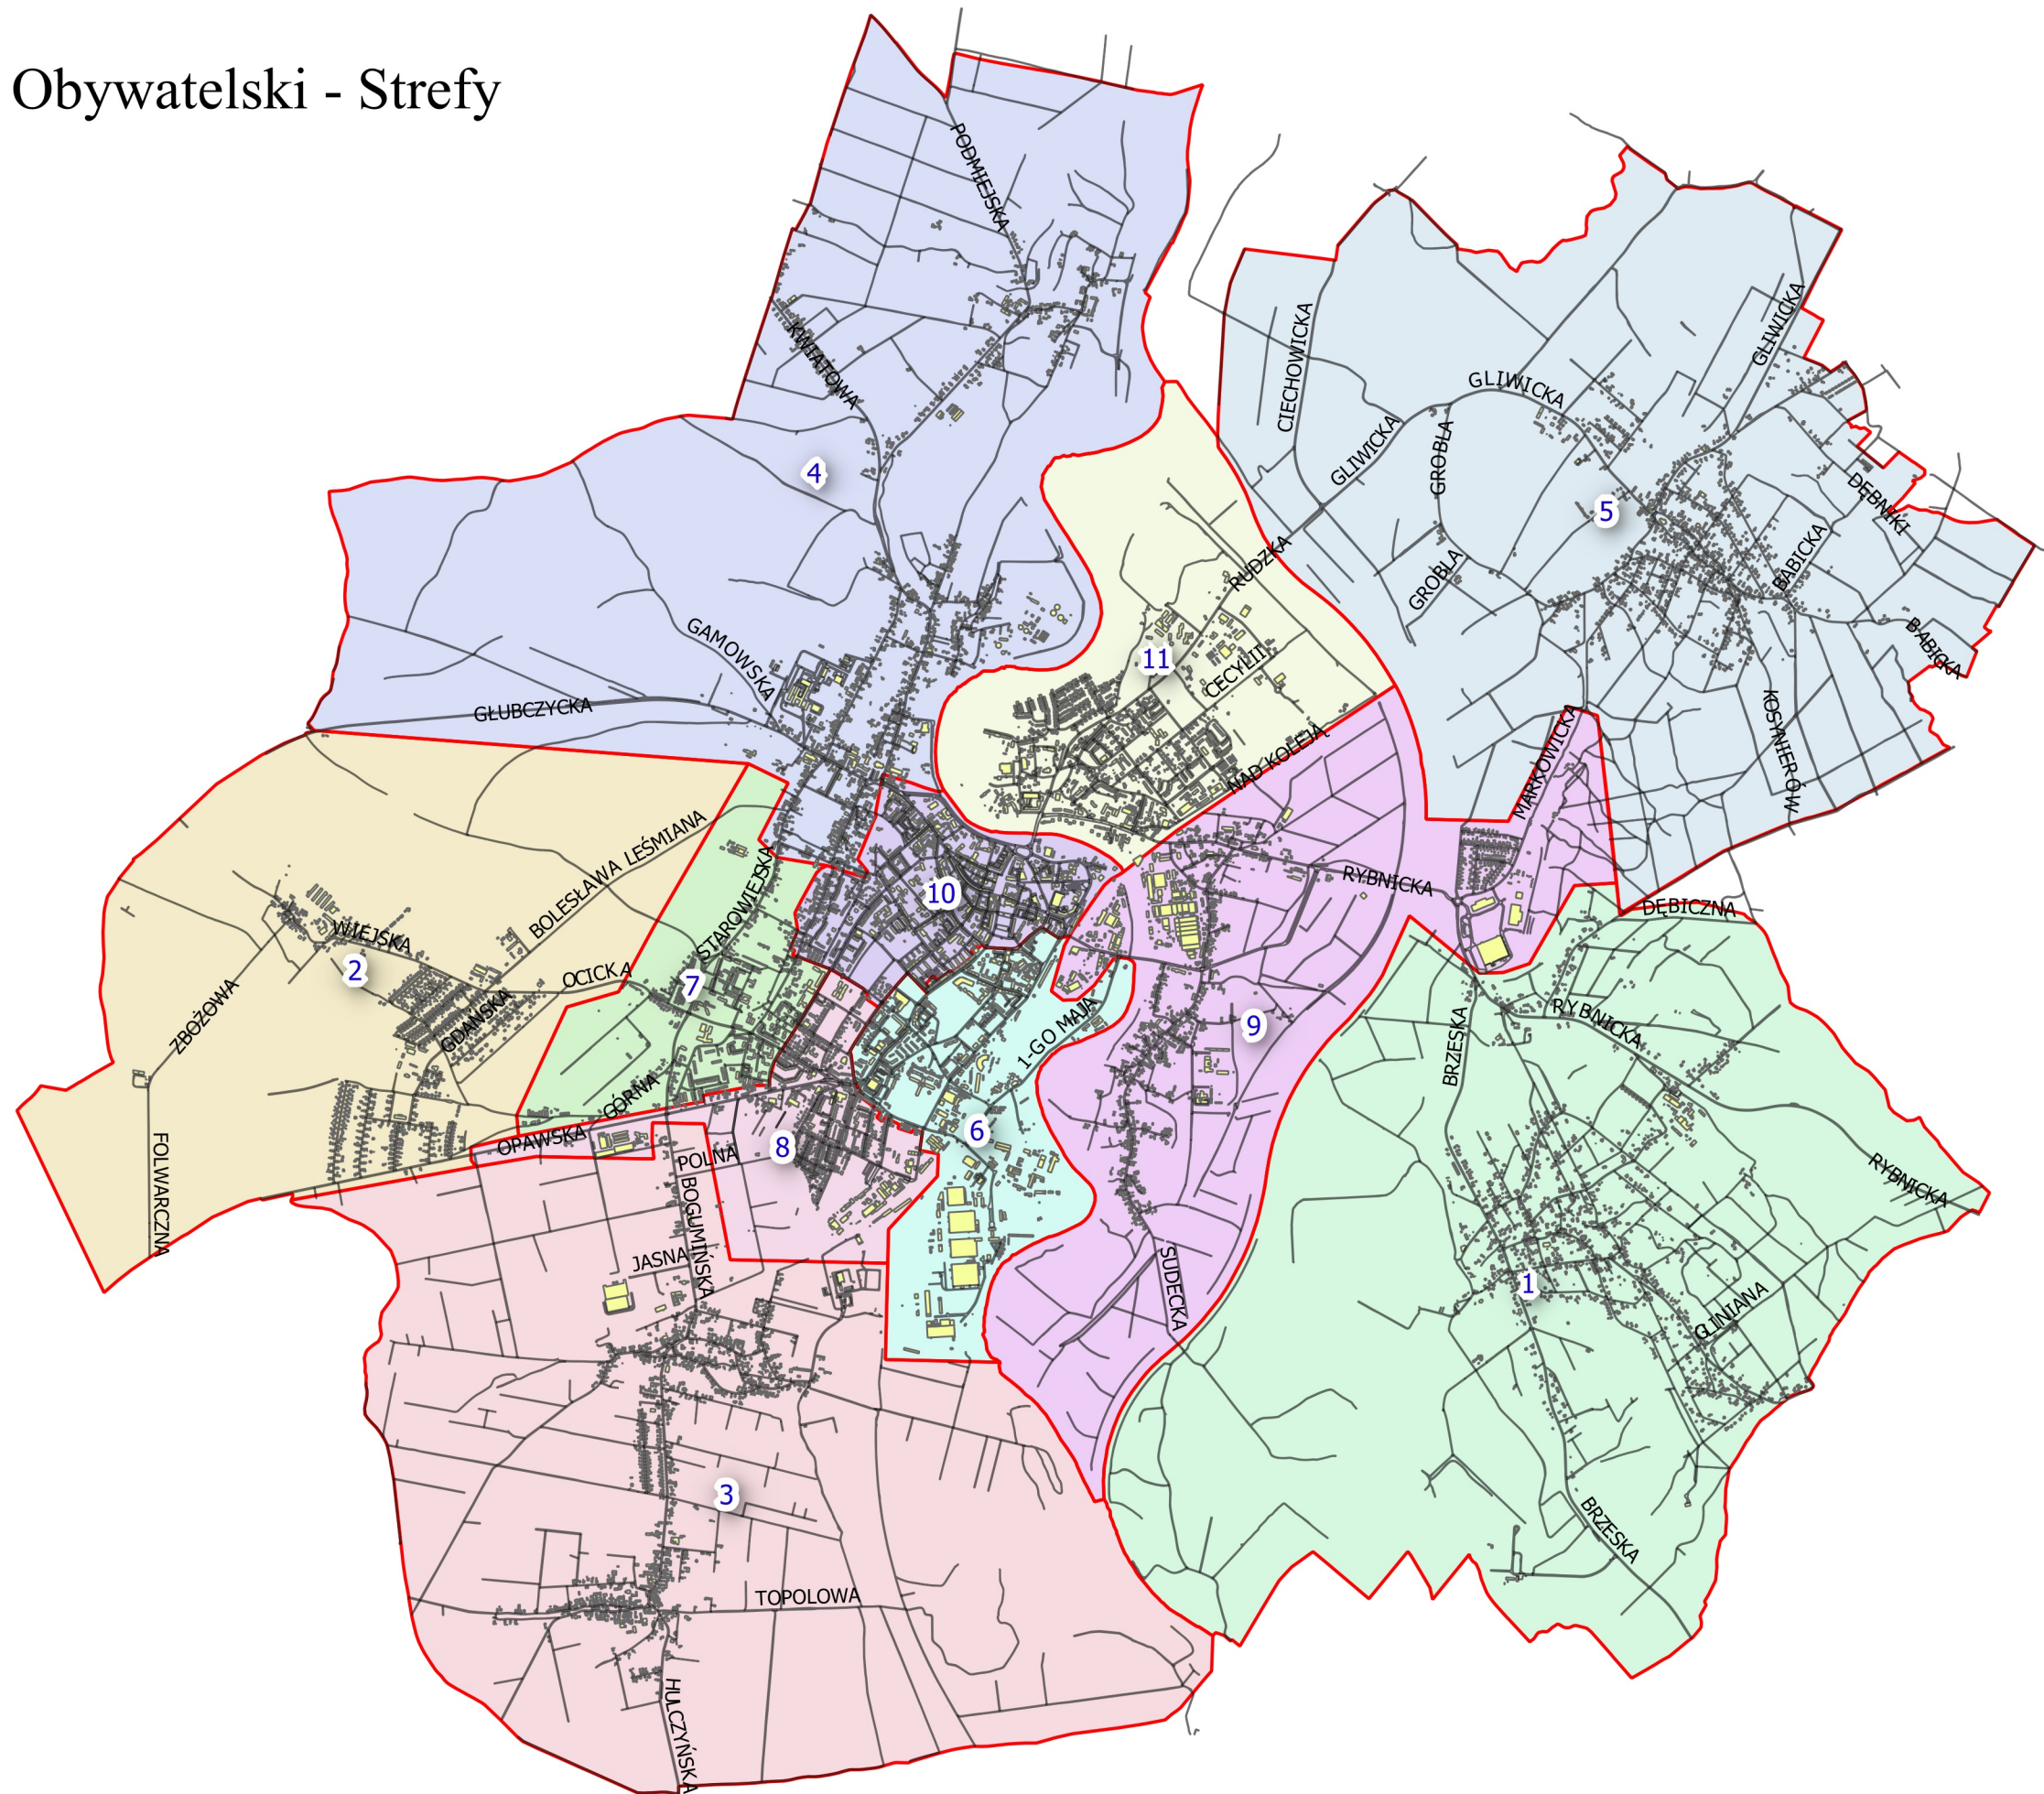 Obywatelski - Strefy
PODMIEJSKA
KWIATOWA
4
CIECHOWICKA
GLIWICKA
GLIWICKA
GLIWICKA
GROBLA
GROBLA
5
DĘBNIKI
BABICKA
BABICKA
KOSYNIERÓW
RUDZKA
11
CECYLII
NAD KOLEJĄ
GAMOWSKA
GŁUBCZYCKA
MARKOWICKA
BOLESŁAWA LEŚMIANA
STAROWIEJSKA
10
RYBNICKA
DĘBICZNA
WIEJSKA
2
OCICKA
7
GDAŃSKA
ZBOŻOWA
1-GO MAJA
9
BRZESKA
RYBNICKA
GÓRNA
OPAWSKA
8
6
POLNA
FOLWARCZNA
BOGUMIŃSKA
JASNA
SUDECKA
RYBNICKA
1
GLINIANA
3
BRZESKA
TOPOLOWA
HULCZYŃSKA